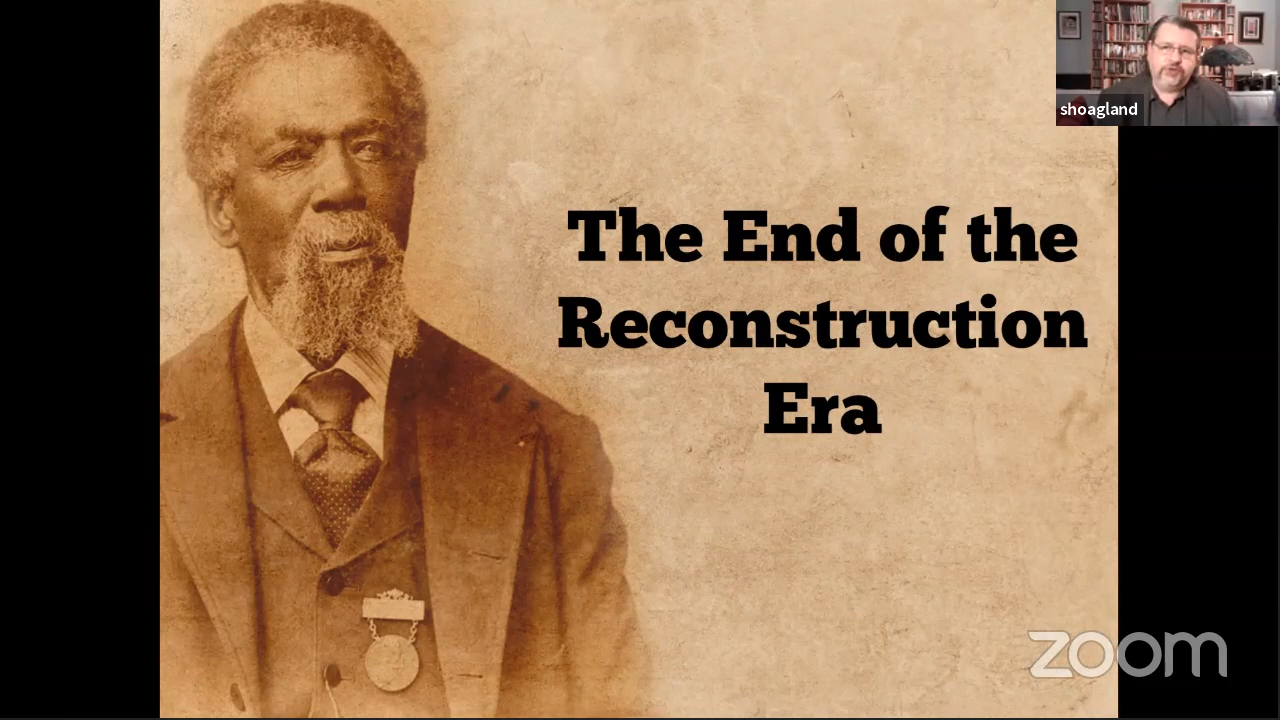 shoagland
The End of the
Reconstruction
Era
zoom